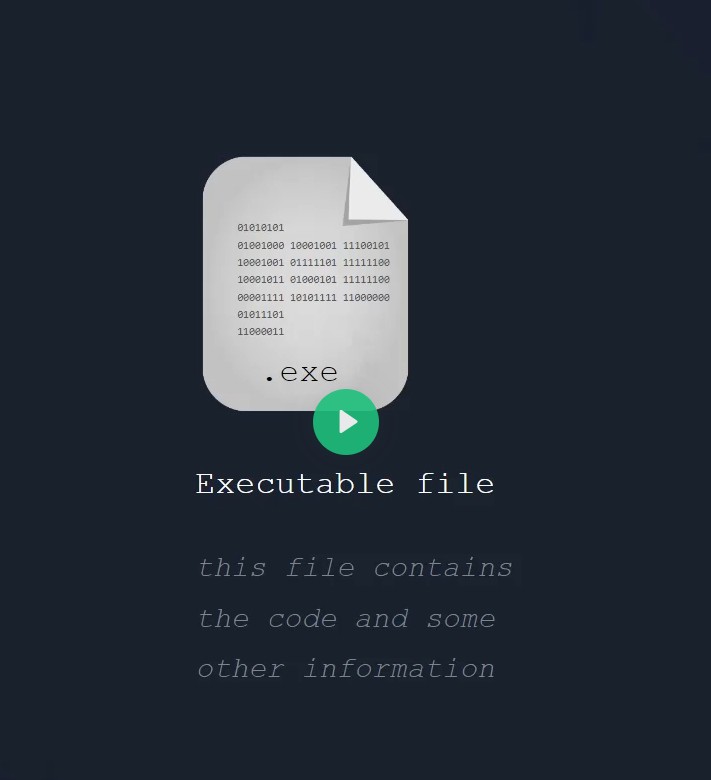 01010101
01001000 10001001 11100101
10001001 01111101 11111100
10001011 01000101 11111100
00001111 10101111 11000000
01011101
11000011
.exe
Executable file
this file contains
the code and some
other information